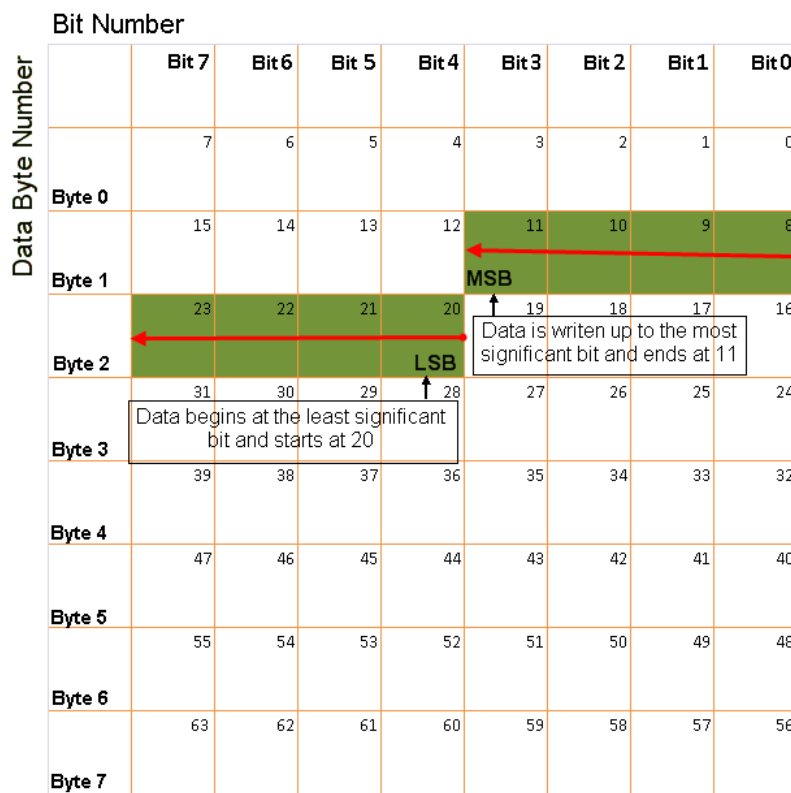 Bit Number
Data Byte Number
Bit 7 Bit 6 Bit 5 Bit 4 Bit 3 Bit 2 Bit 1 Bit 0
7 6 5 4 3 2 1 0
Byte 0
15 14 13 12 11 10 9 8
Byte 1 MSB
23 22 21 20 19 18 17 16
Data is writen up to the most
significant bit and ends at 11
Byte 2 LSB
31 30 29 28 27 26 25 24
Data begins at the least significant
bit and starts at 20
Byte 3
39 38 37 36 35 34 33 32
Byte 4
47 46 45 44 43 42 41 40
Byte 5
55 54 53 52 51 50 49 48
Byte 6
63 62 61 60 59 58 57 56
Byte 7